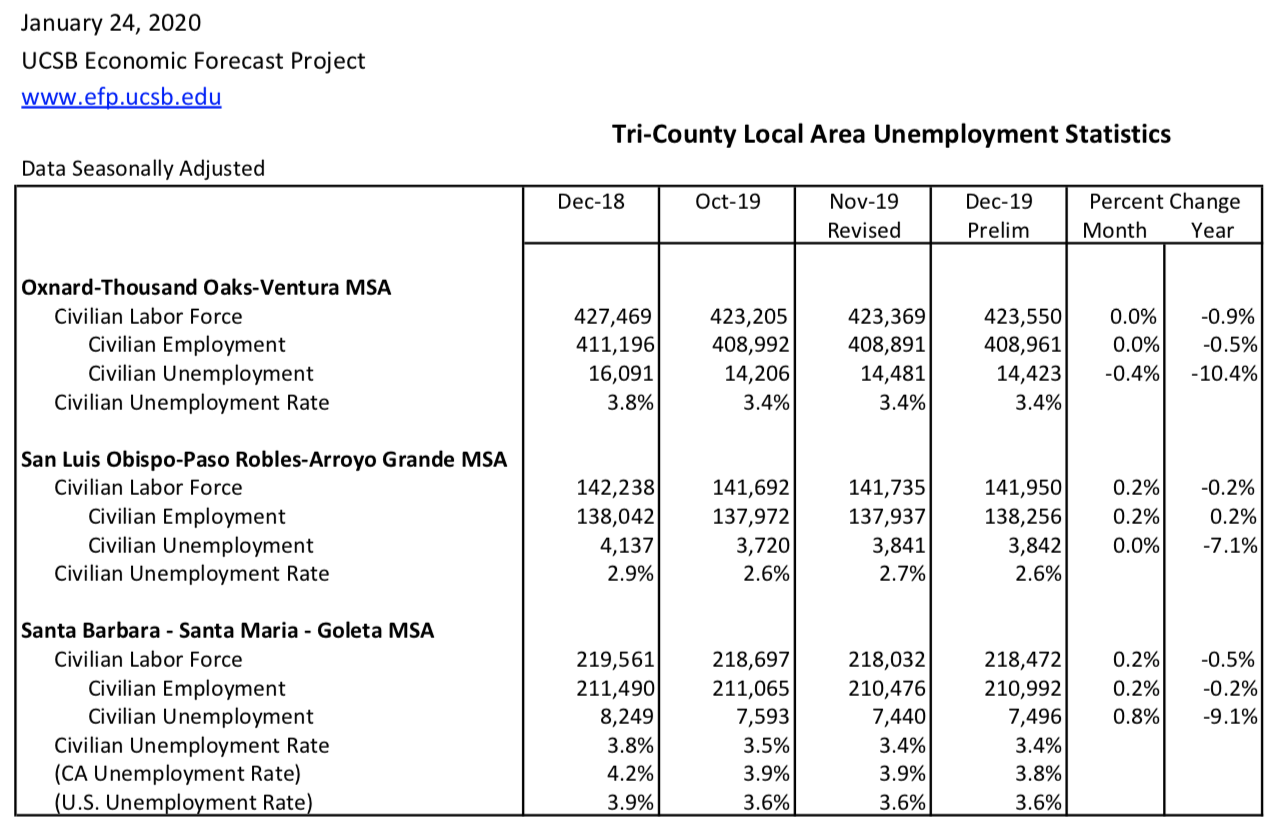 January 24, 2020
UCSB Economic Forecast Project
www.efp.ucsb.edu
Tri-County Local Area Unemployment Statistics
Data Seasonally Adjusted
Dec-18 Oct-19 Nov-19 Dec-19 Percent Change
Revised Prelim Month Year
Oxnard-Thousand Oaks-Ventura MSA
Civilian Labor Force 427,469 423,205 423,369 423,550 0.0% -0.9%
Civilian Employment 411,196 408,992 408,891 408,961 0.0% -0.5%
Civilian Unemployment 16,091 14,206 14,481 14,423 -0.4% -10.4%
Civilian Unemployment Rate 3.8% 3.4% 3.4% 3.4%
San Luis Obispo-Paso Robles-Arroyo Grande MSA
Civilian Labor Force 142,238 141,692 141,735 141,950 0.2% -0.2%
Civilian Employment 138,042 137,972 137,937 138,256 0.2% 0.2%
Civilian Unemployment 4,137 3,720 3,841 3,842 0.0% -7.1%
Civilian Unemployment Rate 2.9% 2.6% 2.7% 2.6%
Santa Barbara - Santa Maria - Goleta MSA
Civilian Labor Force 219,561 218,697 218,032 218,472 0.2% -0.5%
Civilian Employment 211,490 211,065 210,476 210,992 0.2% -0.2%
Civilian Unemployment 8,249 7,593 7,440 7,496 0.8% -9.1%
Civilian Unemployment Rate 3.8% 3.5% 3.4% 3.4%
(CA Unemployment Rate) 4.2% 3.9% 3.9% 3.8%
(U.S. Unemployment Rate) 3.9% 3.6% 3.6% 3.6%